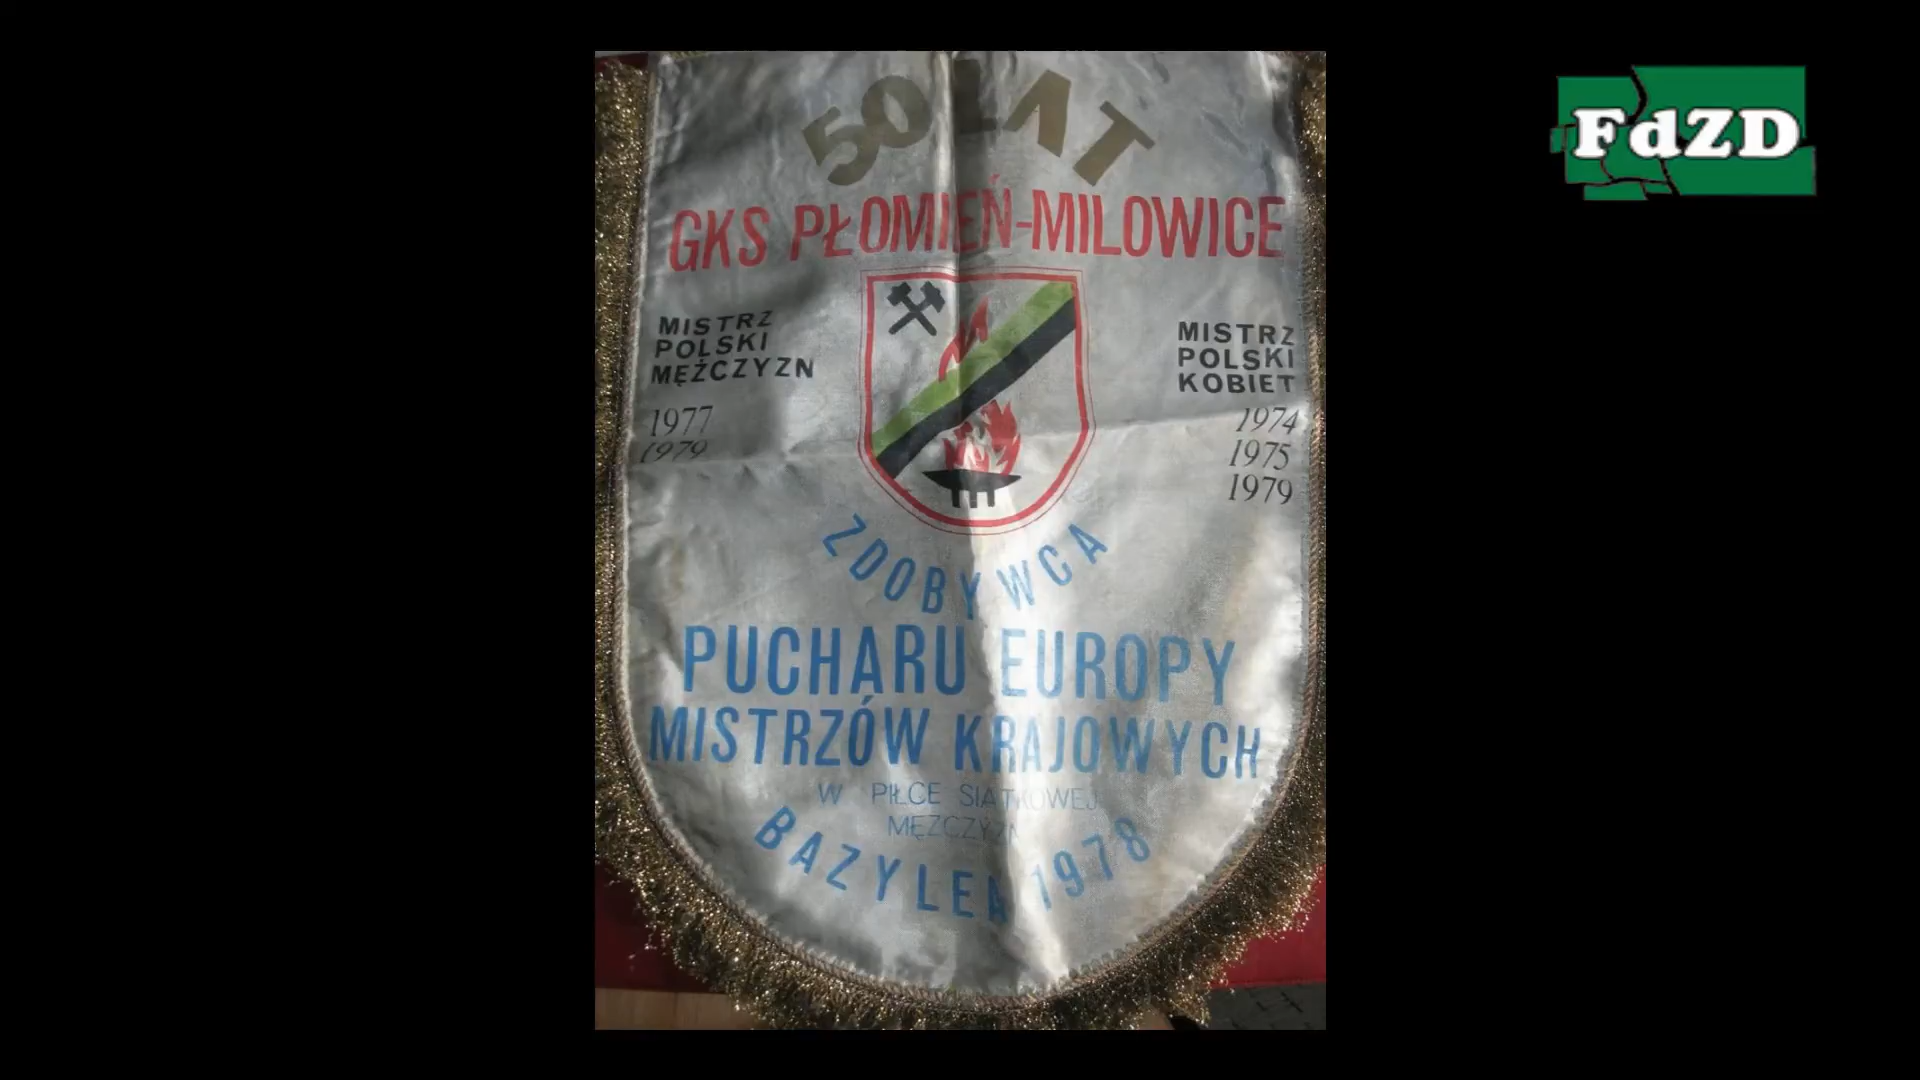 50 LAT
GKS PŁOMIEŃ-MILOWICE
MISTRZ
POLSKI
MĘŻCZYZN
1977
1979
MISTRZ
POLSKI
KOBIET
1974
1975
1979
ZDOBYWCA
PUCHARU EUROPY
MISTRZÓW KRAJOWYCH
W PIŁCE SIATKOWEJ
MĘŻCZYZN
BAZYLEA 1978
FdZD